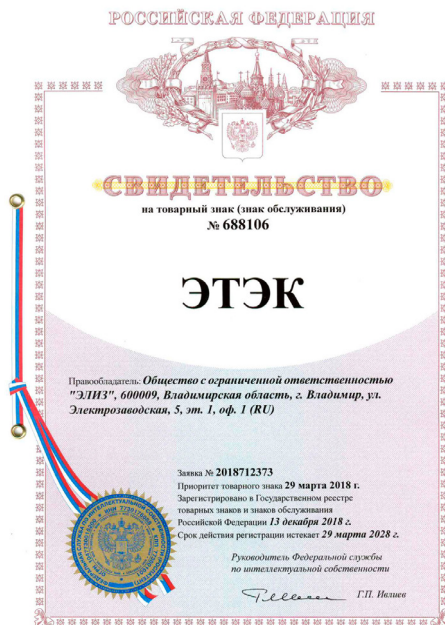 РОССИЙСКАЯ ФЕДЕРАЦИЯ
СВИДЕТЕЛЬСТВО
на товарный знак (знак обслуживания)
№ 688106
ЭТЭК
Правообладатель: Общество с ограниченной ответственностью
"ЭЛИЗ", 600009, Владимирская область, г. Владимир, ул.
Электрозаводская, 5, эт. 1, оф. 1 (RU)
Заявка № 2018712373
Приоритет товарного знака 29 марта 2018 г.
Зарегистрировано в Государственном реестре
товарных знаков и знаков обслуживания
Российской Федерации 13 декабря 2018 г.
Срок действия регистрации истекает 29 марта 2028 г.
Руководитель Федеральной службы
по интеллектуальной собственности
Г.П. Ивлиев